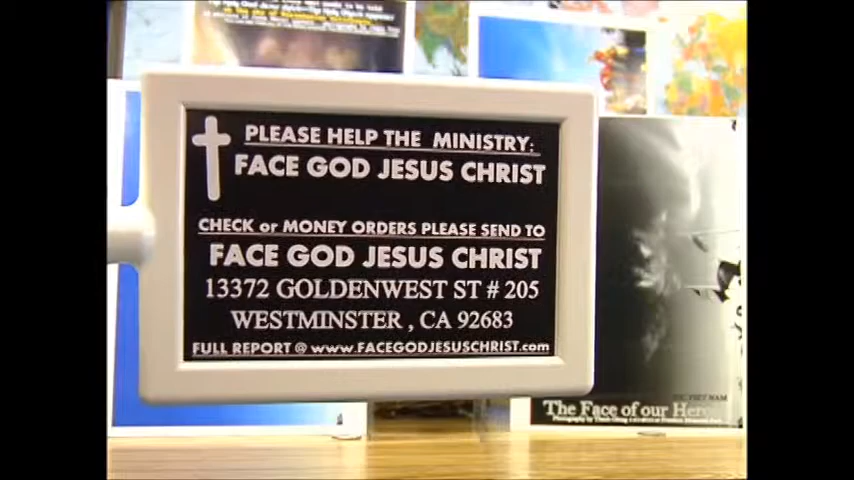 PLEASE HELP THE MINISTRY:
FACE GOD JESUS CHRIST
CHECK or MONEY ORDERS PLEASE SEND TO
FACE GOD JESUS CHRIST
13372 GOLDENWEST ST # 205
WESTMINSTER , CA 92683
FULL REPORT @ www.FACEGODJESUSCHRIST.com
The Face of our Heroes